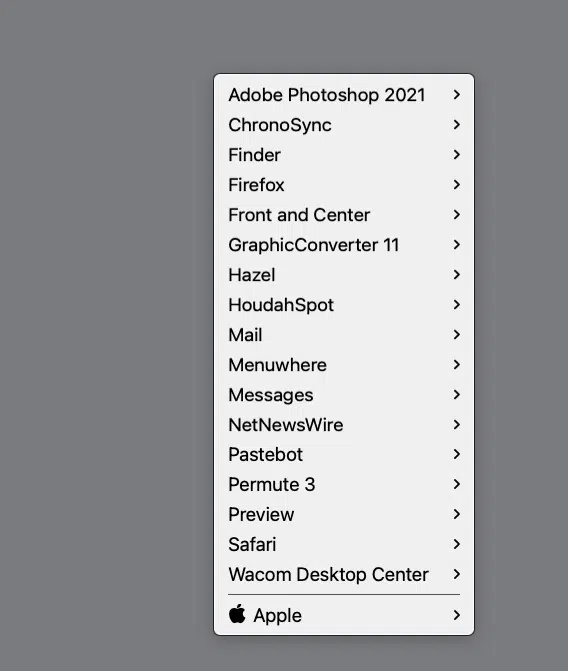 Adobe Photoshop 2021
ChronoSync
Finder
Firefox
Front and Center
GraphicConverter 11
Hazel
HoudahSpot
Mail
Menuwhere
Messages
NetNewsWire
Pastebot
Permute 3
Preview
Safari
Wacom Desktop Center
Apple